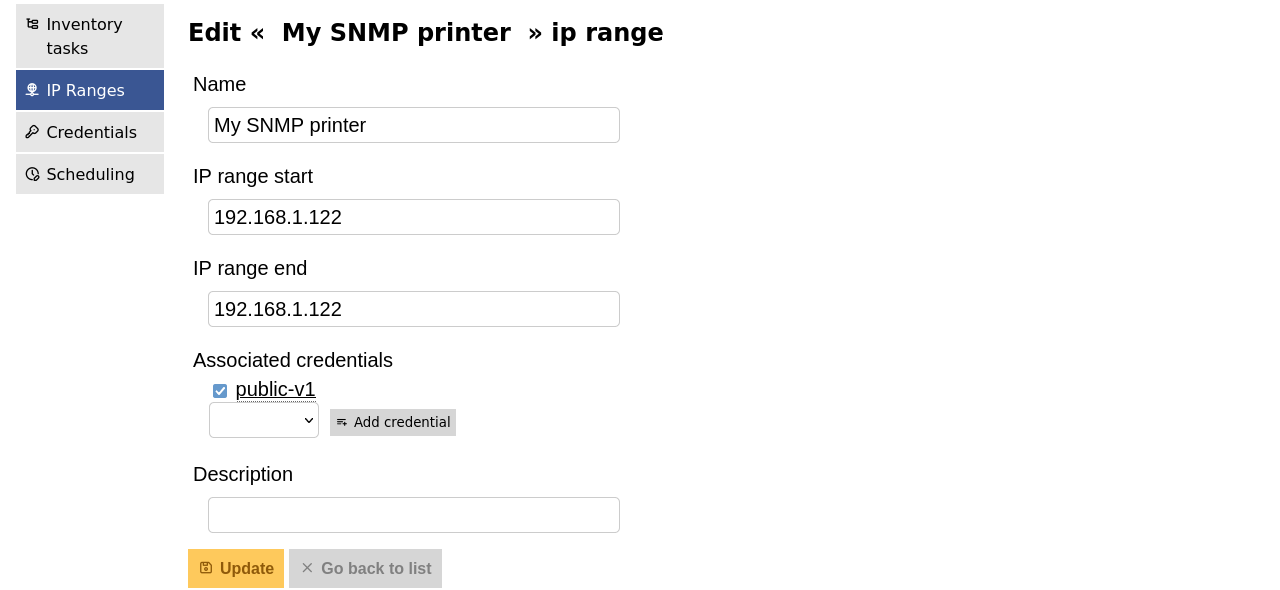 Inventory
tasks
IP Ranges
Credentials
Scheduling
Edit « My SNMP printer » ip range
Name
My SNMP printer
IP range start
192.168.1.122
IP range end
192.168.1.122
Associated credentials
public-v1
Add credential
Description
Update
Go back to list